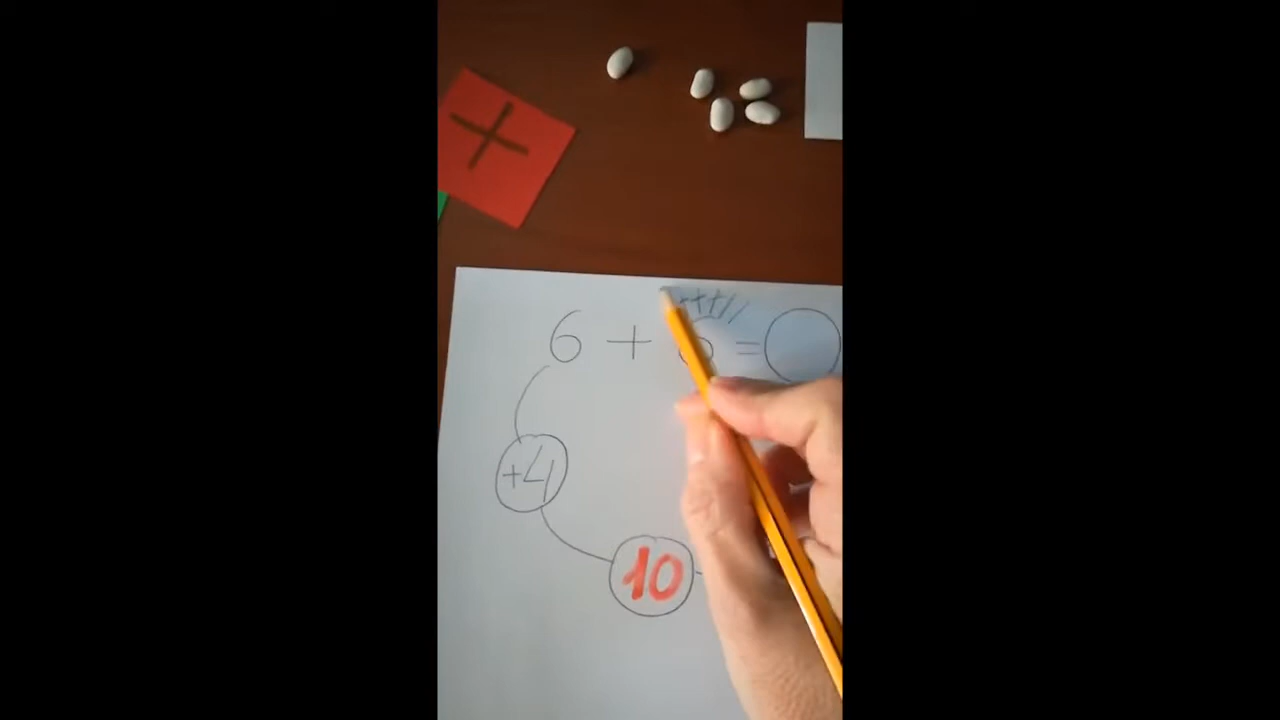 +
6 + = 
+4
10